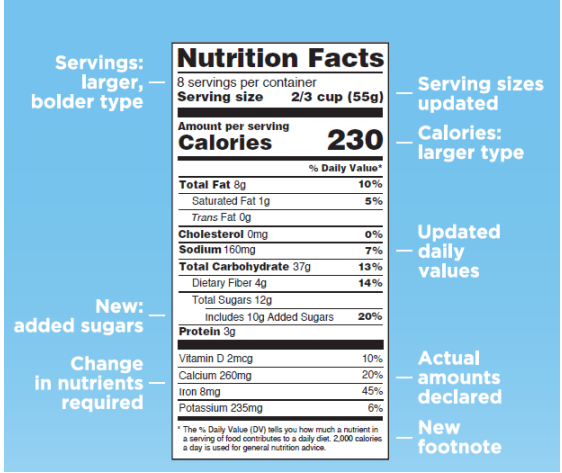 Servings:
larger,
bolder type
Nutrition Facts
8 servings per container
Serving size 2/3 cup (55g)
Serving sizes
updated
Amount per serving
Calories 230
Calories:
larger type
% Daily Value*
Total Fat 8g 10%
Saturated Fat 1g 5%
Trans Fat 0g
Cholesterol 0mg 0%
Sodium 160mg 7%
Total Carbohydrate 37g 13%
Dietary Fiber 4g 14%
Total Sugars 12g
Includes 10g Added Sugars 20%
Protein 3g
Updated
daily
values
New:
added sugars
Vitamin D 2mcg 10%
Calcium 260mg 20%
Iron 8mg 45%
Potassium 235mg 6%
Change
in nutrients
required
Actual
amounts
declared
* The % Daily Value (DV) tells you how much a nutrient in
a serving of food contributes to a daily diet. 2,000 calories
a day is used for general nutrition advice.
New
footnote